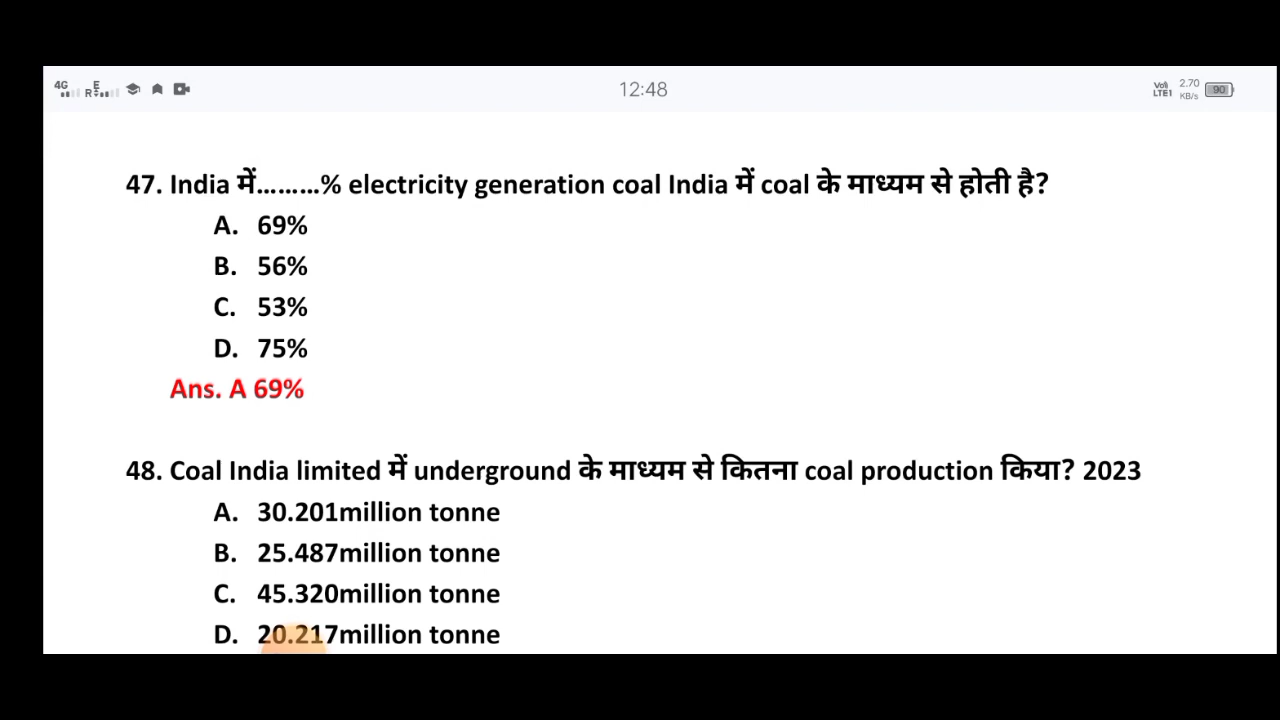 4G E R 12:48 VoLTE1 2.70 KB/s 90
47. India में.........% electricity generation coal India में coal के माध्यम से होती है?
A. 69%
B. 56%
C. 53%
D. 75%
Ans. A 69%
48. Coal India limited में underground के माध्यम से कितना coal production किया? 2023
A. 30.201million tonne
B. 25.487million tonne
C. 45.320million tonne
D. 20.217million tonne